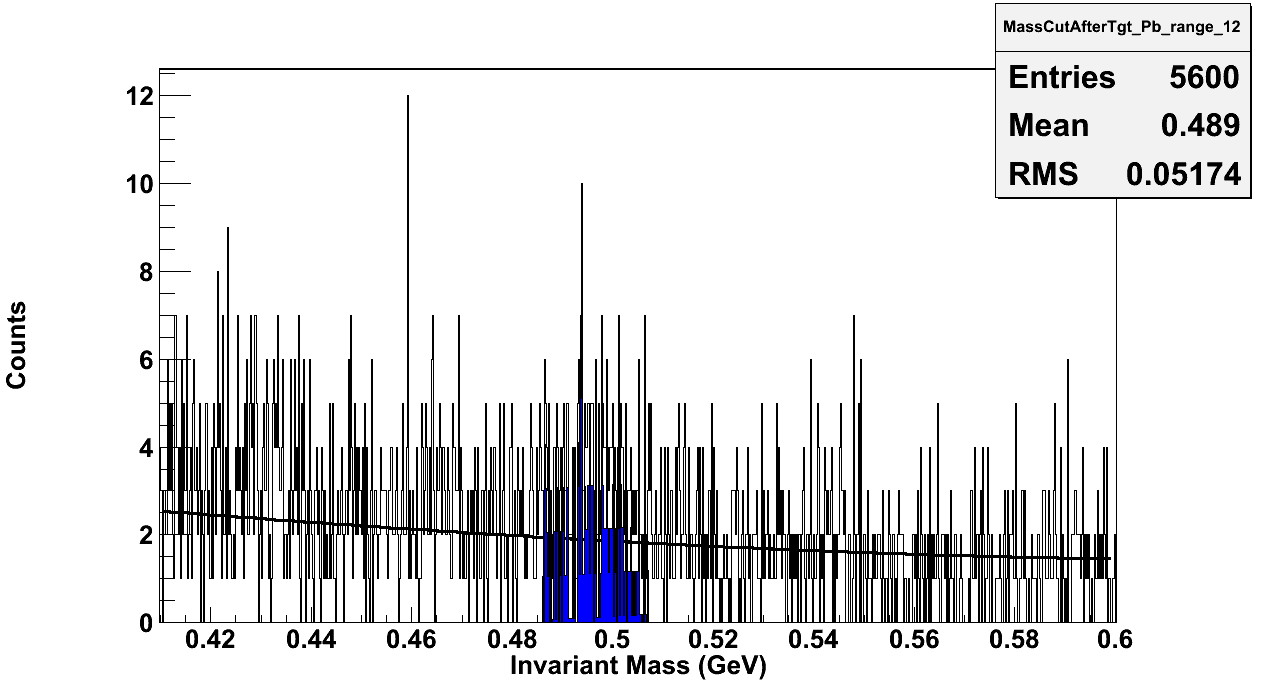 MassCutAfterTgt_Pb_range_12
Entries 5600
Mean 0.489
RMS 0.05174
12
10
8
6
4
2
0
Counts
0.42 0.44 0.46 0.48 0.5 0.52 0.54 0.56 0.58 0.6
Invariant Mass (GeV)